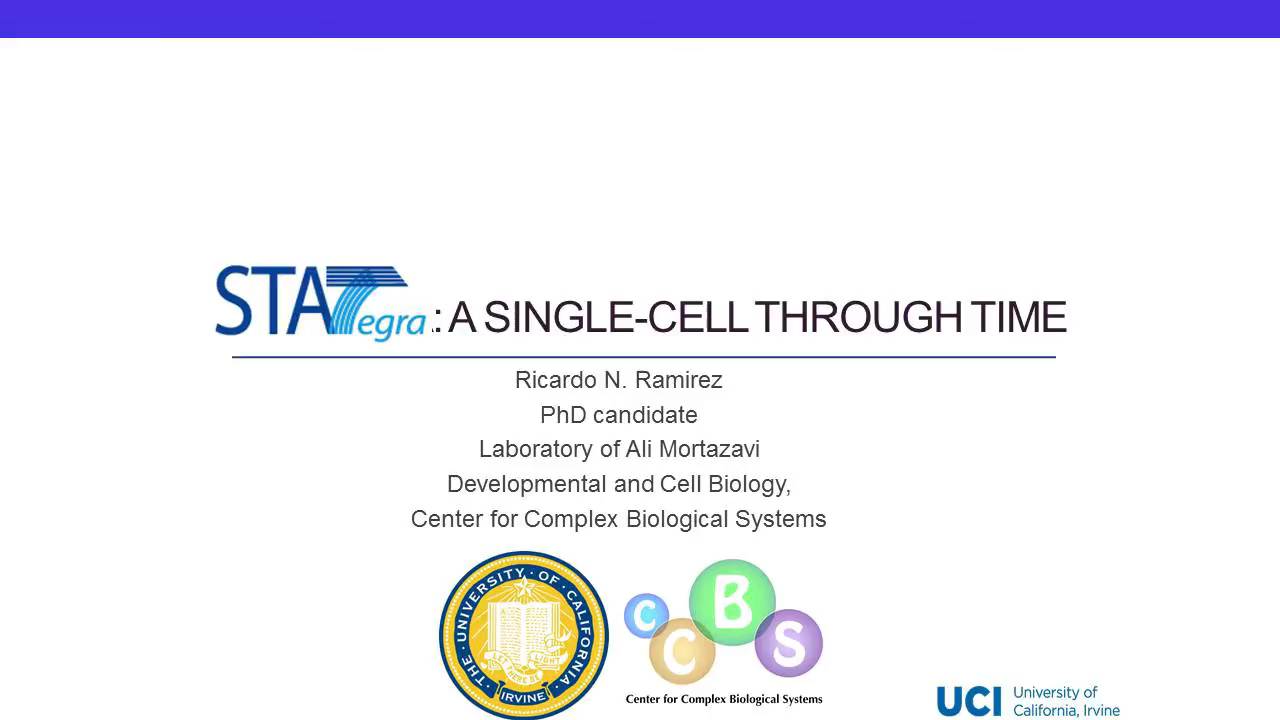 STATegra : A SINGLE-CELL THROUGH TIME
Ricardo N. Ramirez
PhD candidate
Laboratory of Ali Mortazavi
Developmental and Cell Biology,
Center for Complex Biological Systems
THE · UNIVERSITY · OF · CALIFORNIA ·
LET THERE BE LIGHT
IRVINE
C C B S
Center for Complex Biological Systems
UCI University of
California, Irvine